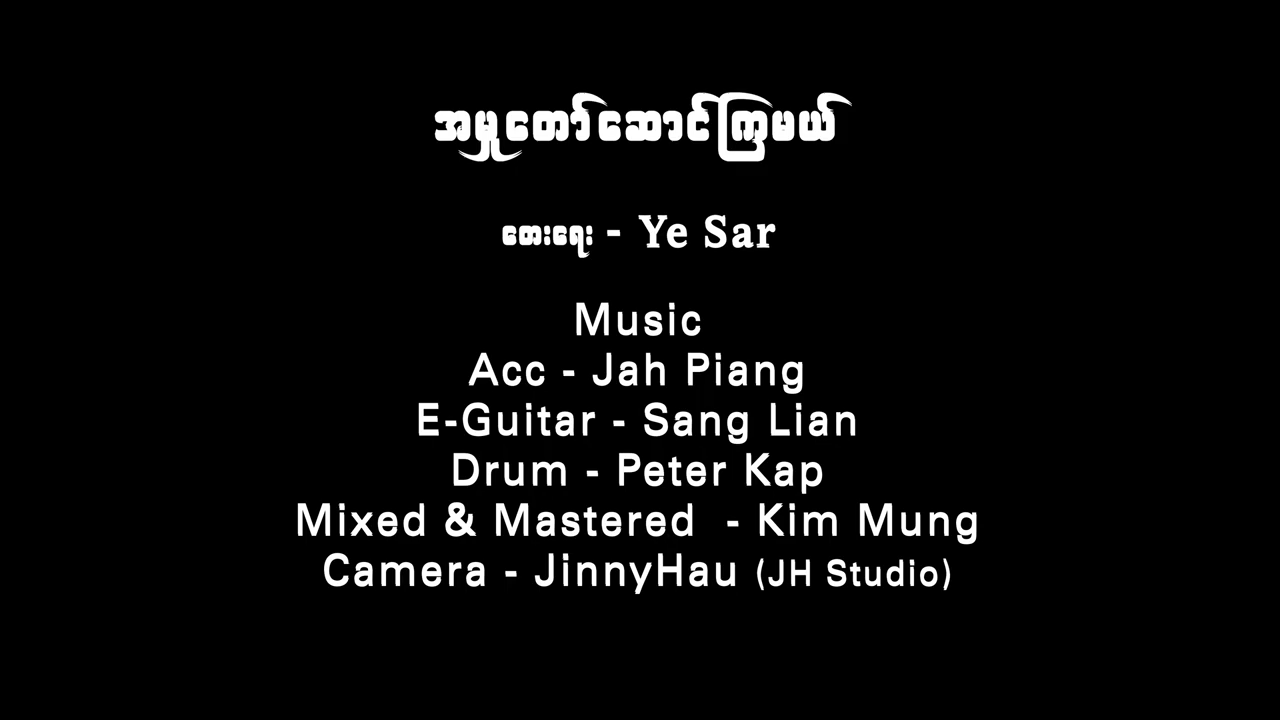 အမှုတော်ဆောင်ကြမယ်
တေးရေး - Ye Sar
Music
Acc - Jah Piang
E-Guitar - Sang Lian
Drum - Peter Kap
Mixed & Mastered - Kim Mung
Camera - JinnyHau (JH Studio)